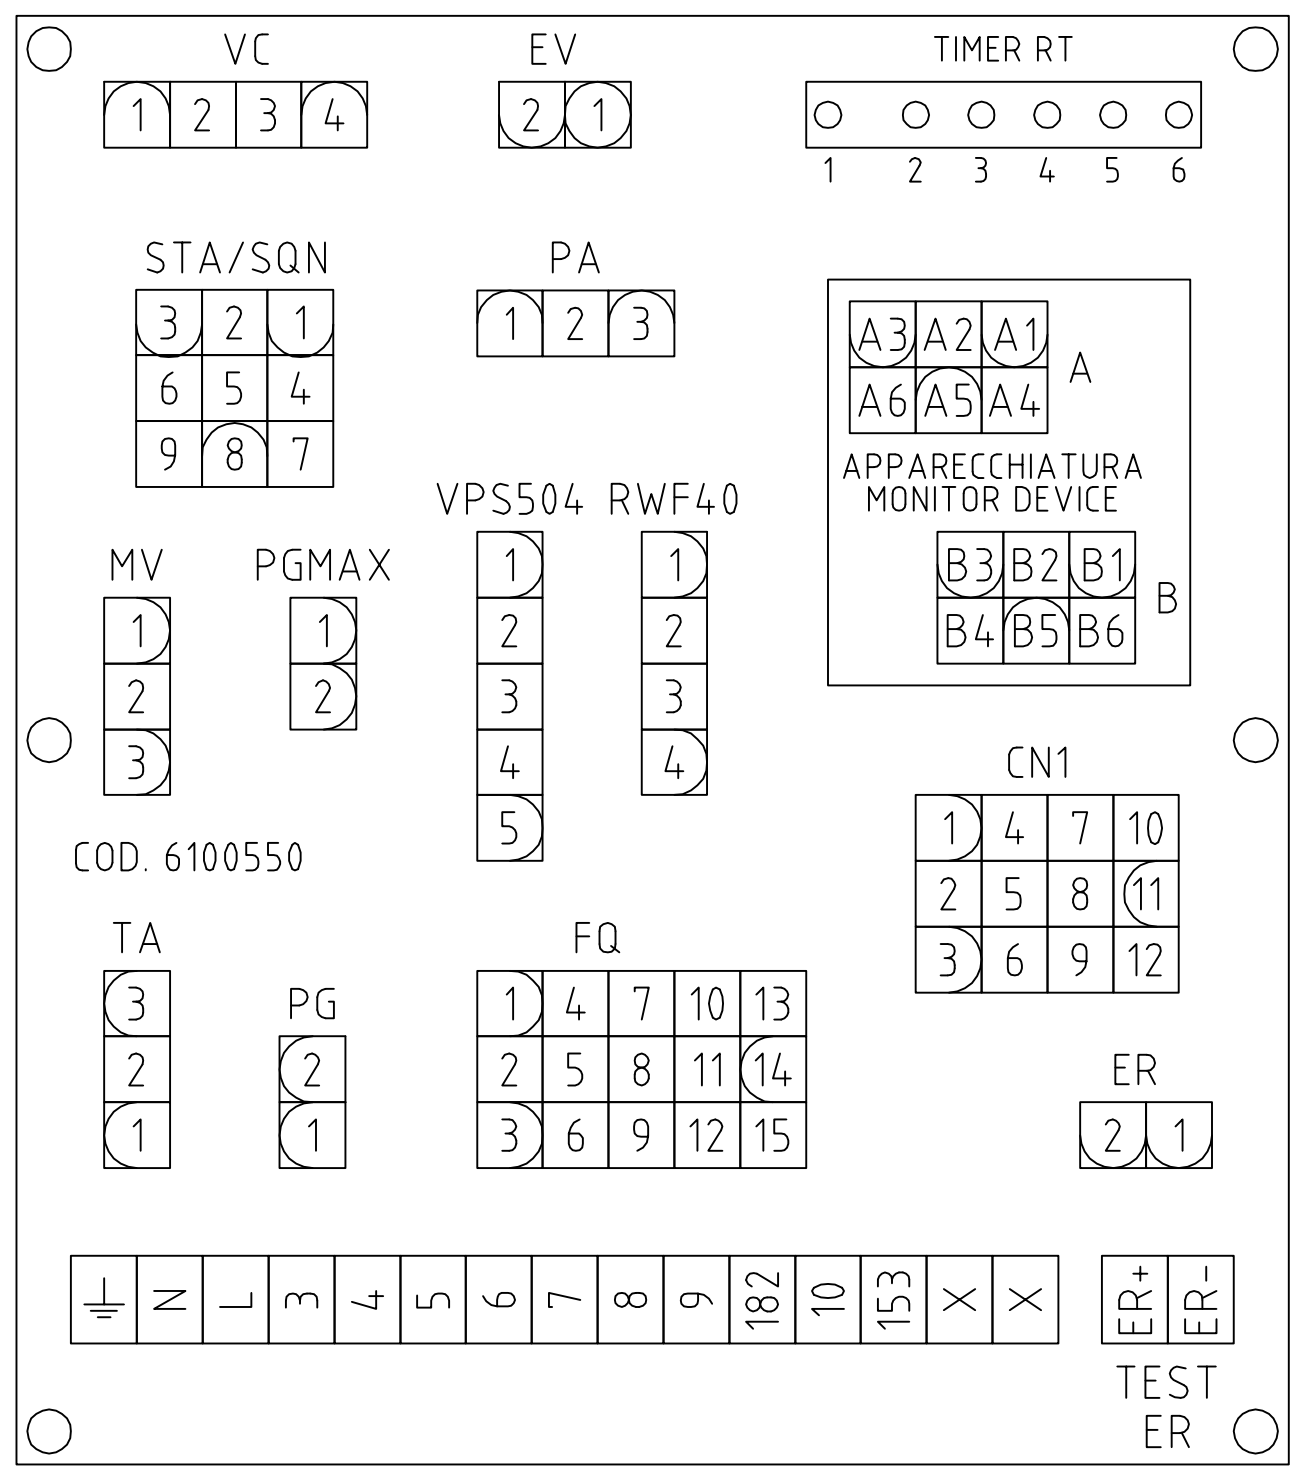 VC EV TIMER RT
1 2 3 4 2 1
1 2 3 4 5 6
STA/SQN PA
3 2 1 1 2 3
6 5 4
9 8 7
A3 A2 A1 A
A6 A5 A4
APPARECCHIATURA
MONITOR DEVICE
B3 B2 B1 B
B4 B5 B6
VPS504 RWF40
1 1
2 2
3 3
4 4
5
MV PGMAX
1 1
2 2
3
CN1
1 4 7 10
2 5 8 11
3 6 9 12
COD. 6100550
TA
3
2
1
PG
2
1
FQ
1 4 7 10 13
2 5 8 11 14
3 6 9 12 15
ER
2 1
N L 3 4 5 6 7 8 9 182 10 153 X X ER+ ER-
TEST
ER